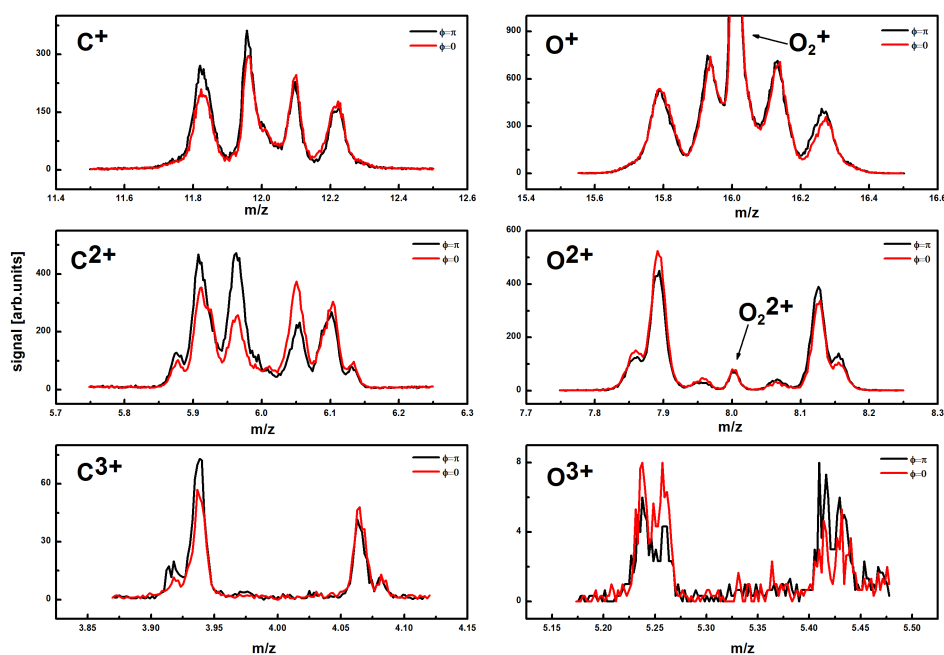 C+
ϕ=π
ϕ=0
300
150
0
11.4 11.6 11.8 12.0 12.2 12.4 12.6
m/z
O+
O2+
ϕ=π
ϕ=0
900
600
300
0
15.4 15.6 15.8 16.0 16.2 16.4 16.6
m/z
signal [arb.units]
C2+
ϕ=π
ϕ=0
400
200
0
5.7 5.8 5.9 6.0 6.1 6.2 6.3
m/z
O2+
O22+
ϕ=π
ϕ=0
600
400
200
0
7.7 7.8 7.9 8.0 8.1 8.2 8.3
m/z
C3+
ϕ=π
ϕ=0
60
30
0
3.85 3.90 3.95 4.00 4.05 4.10 4.15
m/z
O3+
ϕ=π
ϕ=0
8
4
0
5.15 5.20 5.25 5.30 5.35 5.40 5.45 5.50
m/z